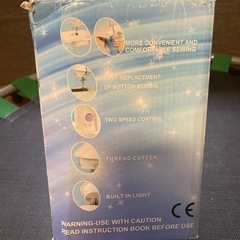 MORE CONVENIENT AND
COMFORTABLE SEWING
EASY REPLACEMENT
OF BOTTOM BOBBIN
TWO SPEED CONTROL
THREAD CUTTER
BUILT IN LIGHT
CE
WARNING-USE WITH CAUTION
READ INSTRUCTION BOOK BEFORE USE